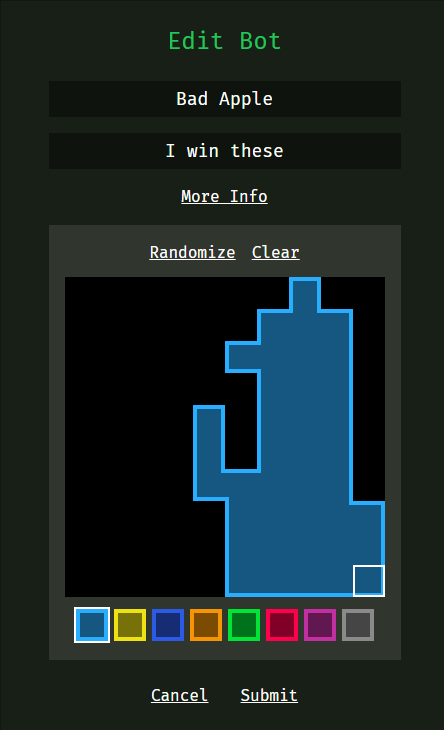 Edit Bot
Bad Apple
I win these
More Info
Randomize Clear
Cancel Submit